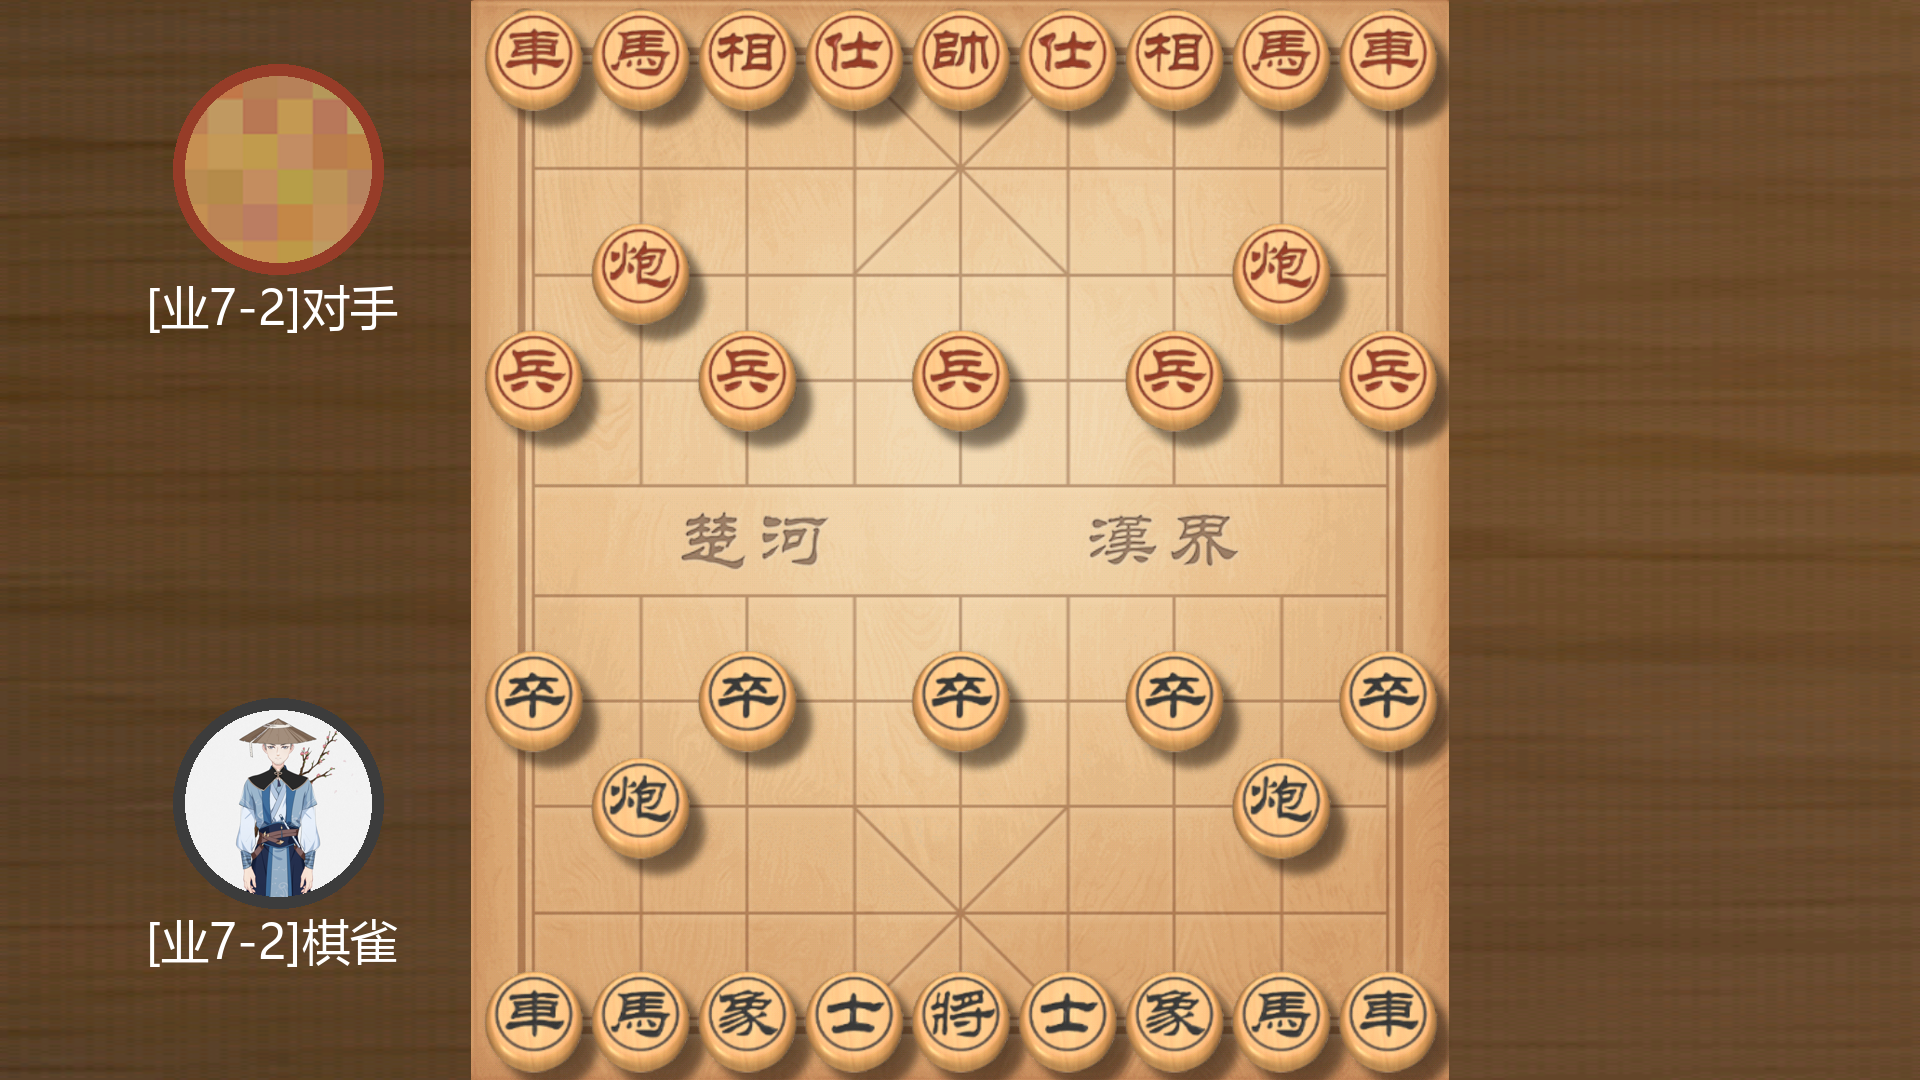 車馬相仕帥仕相馬車
炮炮
[业7-2]对手
兵兵兵兵兵
楚河 漢界
卒卒卒卒卒
炮炮
[业7-2]棋雀
車馬象士將士象馬車